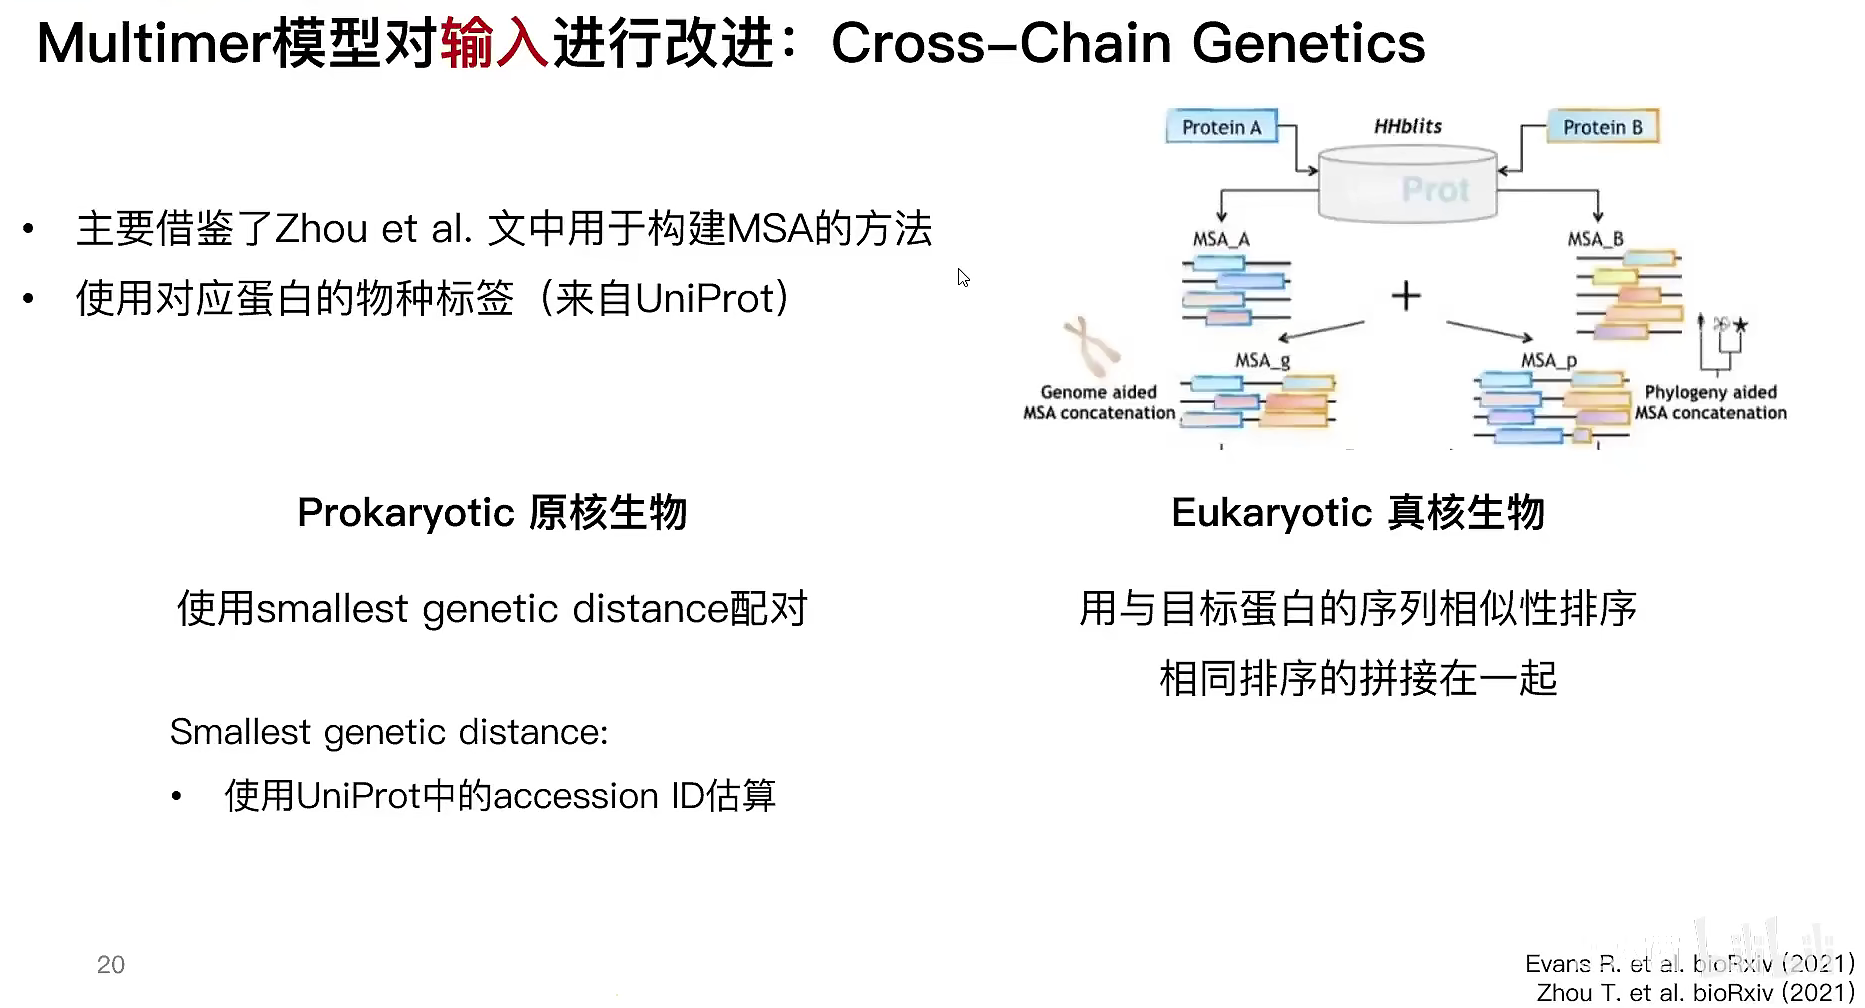 Multimer模型对输入进行改进：Cross–Chain Genetics
• 主要借鉴了Zhou et al. 文中用于构建MSA的方法
• 使用对应蛋白的物种标签（来自UniProt）
Protein A
HHblits
Protein B
Prot
MSA_A
MSA_B
+
MSA_g
MSA_p
Genome aided
MSA concatenation
Phylogeny aided
MSA concatenation
Prokaryotic 原核生物
使用smallest genetic distance配对
Smallest genetic distance:
• 使用UniProt中的accession ID估算
Eukaryotic 真核生物
用与目标蛋白的序列相似性排序
相同排序的拼接在一起
20
Evans R. et al. bioRxiv (2021)
Zhou T. et al. bioRxiv (2021)